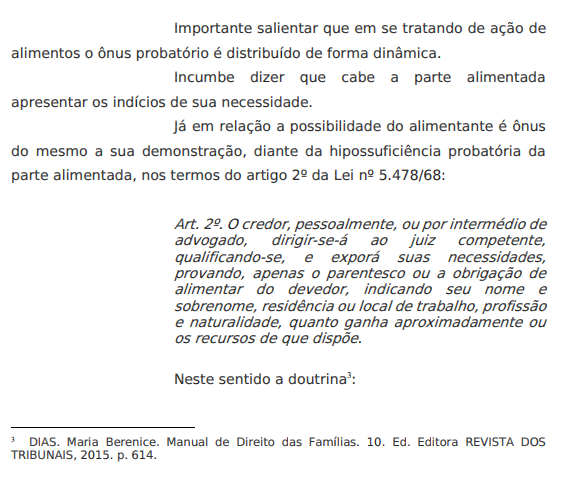 Importante salientar que em se tratando de ação de
alimentos o ônus probatório é distribuído de forma dinâmica.
Incumbe dizer que cabe a parte alimentada
apresentar os indícios de sua necessidade.
Já em relação a possibilidade do alimentante é ônus
do mesmo a sua demonstração, diante da hipossuficiência probatória da
parte alimentada, nos termos do artigo 2º da Lei nº 5.478/68:
Art. 2º. O credor, pessoalmente, ou por intermédio de
advogado, dirigir-se-á ao juiz competente,
qualificando-se, e exporá suas necessidades,
provando, apenas o parentesco ou a obrigação de
alimentar do devedor, indicando seu nome e
sobrenome, residência ou local de trabalho, profissão
e naturalidade, quanto ganha aproximadamente ou
os recursos de que dispõe.
Neste sentido a doutrina³:
³ DIAS. Maria Berenice. Manual de Direito das Famílias. 10. Ed. Editora REVISTA DOS
TRIBUNAIS, 2015. p. 614.